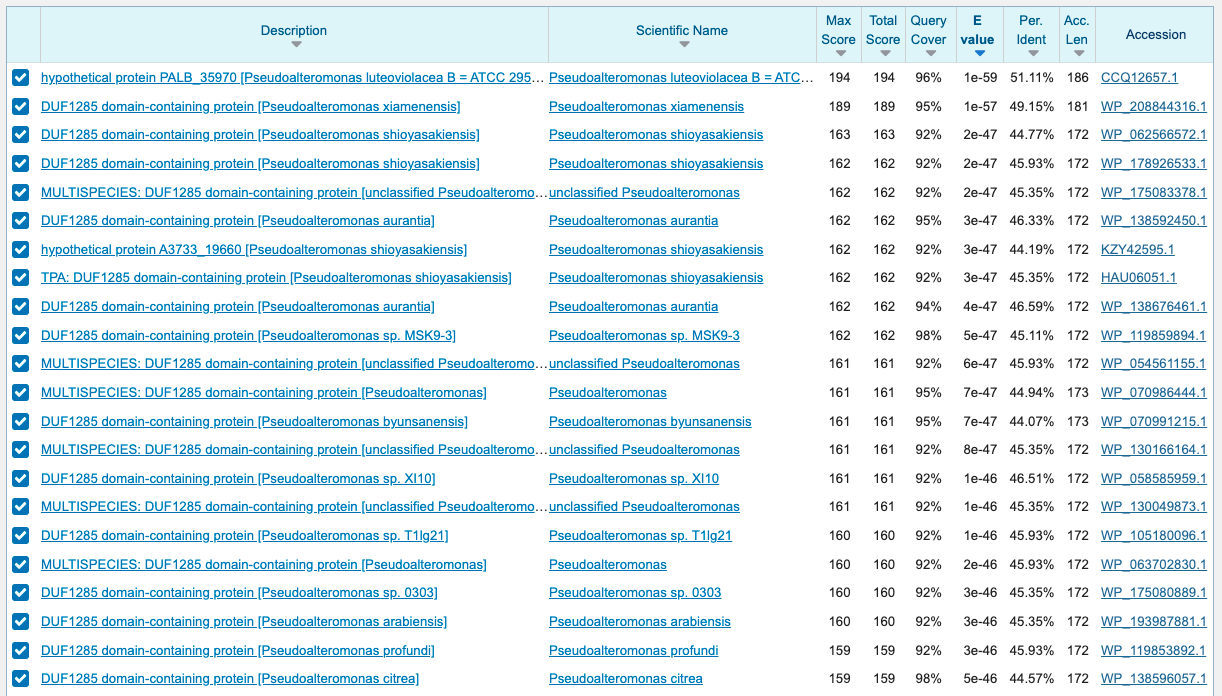 Description Scientific Name Max Score Total Score Query Cover E value Per. Ident Acc. Len Accession
hypothetical protein PALB_35970 [Pseudoalteromonas luteoviolacea B = ATCC 295... Pseudoalteromonas luteoviolacea B = ATC... 194 194 96% 1e-59 51.11% 186 CCQ12657.1
DUF1285 domain-containing protein [Pseudoalteromonas xiamenensis] Pseudoalteromonas xiamenensis 189 189 95% 1e-57 49.15% 181 WP_208844316.1
DUF1285 domain-containing protein [Pseudoalteromonas shioyasakiensis] Pseudoalteromonas shioyasakiensis 163 163 92% 2e-47 44.77% 172 WP_062566572.1
DUF1285 domain-containing protein [Pseudoalteromonas shioyasakiensis] Pseudoalteromonas shioyasakiensis 162 162 92% 2e-47 45.93% 172 WP_178926533.1
MULTISPECIES: DUF1285 domain-containing protein [unclassified Pseudoalteromo... unclassified Pseudoalteromonas 162 162 92% 2e-47 45.35% 172 WP_175083378.1
DUF1285 domain-containing protein [Pseudoalteromonas aurantia] Pseudoalteromonas aurantia 162 162 95% 3e-47 46.33% 172 WP_138592450.1
hypothetical protein A3733_19660 [Pseudoalteromonas shioyasakiensis] Pseudoalteromonas shioyasakiensis 162 162 92% 3e-47 44.19% 172 KZY42595.1
TPA: DUF1285 domain-containing protein [Pseudoalteromonas shioyasakiensis] Pseudoalteromonas shioyasakiensis 162 162 92% 3e-47 45.35% 172 HAU06051.1
DUF1285 domain-containing protein [Pseudoalteromonas aurantia] Pseudoalteromonas aurantia 162 162 94% 4e-47 46.59% 172 WP_138676461.1
DUF1285 domain-containing protein [Pseudoalteromonas sp. MSK9-3] Pseudoalteromonas sp. MSK9-3 162 162 98% 5e-47 45.11% 172 WP_119859894.1
MULTISPECIES: DUF1285 domain-containing protein [unclassified Pseudoalteromo... unclassified Pseudoalteromonas 161 161 92% 6e-47 45.93% 172 WP_054561155.1
MULTISPECIES: DUF1285 domain-containing protein [Pseudoalteromonas] Pseudoalteromonas 161 161 95% 7e-47 44.94% 173 WP_070986444.1
DUF1285 domain-containing protein [Pseudoalteromonas byunsanensis] Pseudoalteromonas byunsanensis 161 161 95% 7e-47 44.07% 173 WP_070991215.1
MULTISPECIES: DUF1285 domain-containing protein [unclassified Pseudoalteromo... unclassified Pseudoalteromonas 161 161 92% 8e-47 45.35% 172 WP_130166164.1
DUF1285 domain-containing protein [Pseudoalteromonas sp. XI10] Pseudoalteromonas sp. XI10 161 161 92% 1e-46 46.51% 172 WP_058585959.1
MULTISPECIES: DUF1285 domain-containing protein [unclassified Pseudoalteromo... unclassified Pseudoalteromonas 161 161 92% 1e-46 45.35% 172 WP_130049873.1
DUF1285 domain-containing protein [Pseudoalteromonas sp. T1lg21] Pseudoalteromonas sp. T1lg21 160 160 92% 1e-46 45.93% 172 WP_105180096.1
MULTISPECIES: DUF1285 domain-containing protein [Pseudoalteromonas] Pseudoalteromonas 160 160 92% 2e-46 45.93% 172 WP_063702830.1
DUF1285 domain-containing protein [Pseudoalteromonas sp. 0303] Pseudoalteromonas sp. 0303 160 160 92% 3e-46 45.35% 172 WP_175080889.1
DUF1285 domain-containing protein [Pseudoalteromonas arabiensis] Pseudoalteromonas arabiensis 160 160 92% 3e-46 45.35% 172 WP_193987881.1
DUF1285 domain-containing protein [Pseudoalteromonas profundi] Pseudoalteromonas profundi 159 159 92% 3e-46 45.93% 172 WP_119853892.1
DUF1285 domain-containing protein [Pseudoalteromonas citrea] Pseudoalteromonas citrea 159 159 98% 5e-46 44.57% 172 WP_138596057.1